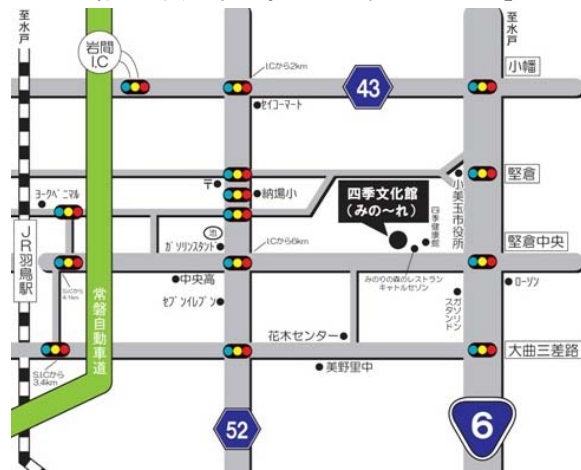 至水戸
岩間
I.C
I.Cから2km
43
至水戸
小幡
セイコーマート
ヨークベニマル
〒
納場小
四季文化館
(みの〜れ)
小美玉市役所
堅倉
四季健康館
JR羽鳥駅
ガソリンスタンド
I.Cから6km
堅倉中央
みのりの森のレストラン
キャトルセゾン
S.I.Cから
4.1km
常磐自動車道
中央高
セブンイレブン
ガソリン
スタンド
ローソン
花木センター
大曲三差路
S.I.Cから
3.4km
美野里中
52
6